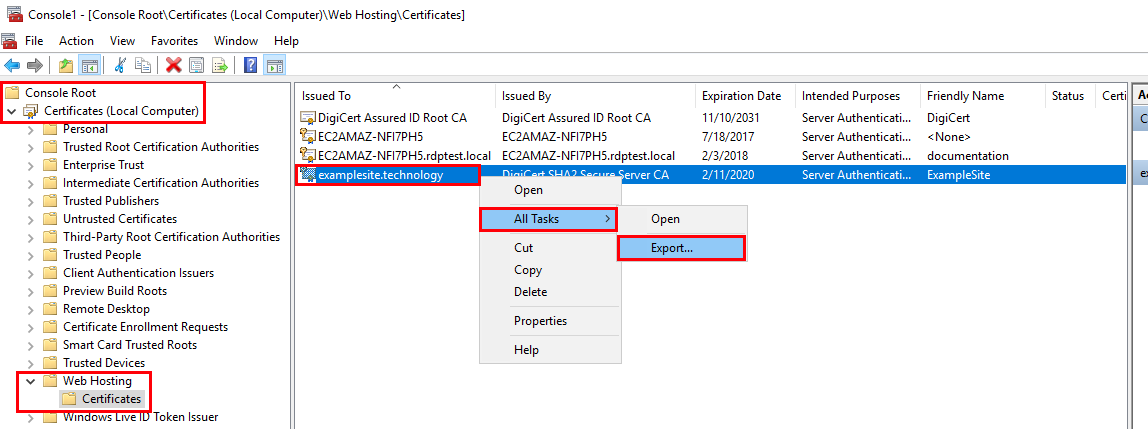 Console1 - [Console Root\Certificates (Local Computer)\Web Hosting\Certificates]
File Action View Favorites Window Help
Console Root
Certificates (Local Computer)
Personal
Trusted Root Certification Authorities
Enterprise Trust
Intermediate Certification Authorities
Trusted Publishers
Untrusted Certificates
Third-Party Root Certification Authorities
Trusted People
Client Authentication Issuers
Preview Build Roots
Remote Desktop
Certificate Enrollment Requests
Smart Card Trusted Roots
Trusted Devices
Web Hosting
Certificates
Windows Live ID Token Issuer
Issued To Issued By Expiration Date Intended Purposes Friendly Name Status Certi
DigiCert Assured ID Root CA DigiCert Assured ID Root CA 11/10/2031 Server Authenticati... DigiCert
EC2AMAZ-NFI7PH5 EC2AMAZ-NFI7PH5 7/18/2017 Server Authenticati... <None>
EC2AMAZ-NFI7PH5.rdptest.local EC2AMAZ-NFI7PH5.rdptest.local 2/3/2018 Server Authenticati... documentation
examplesite.technology DigiCert SHA2 Secure Server CA 2/11/2020 Server Authenticati... ExampleSite
Open
All Tasks
Cut
Copy
Delete
Properties
Help
Open
Export...
Ac
C
ex